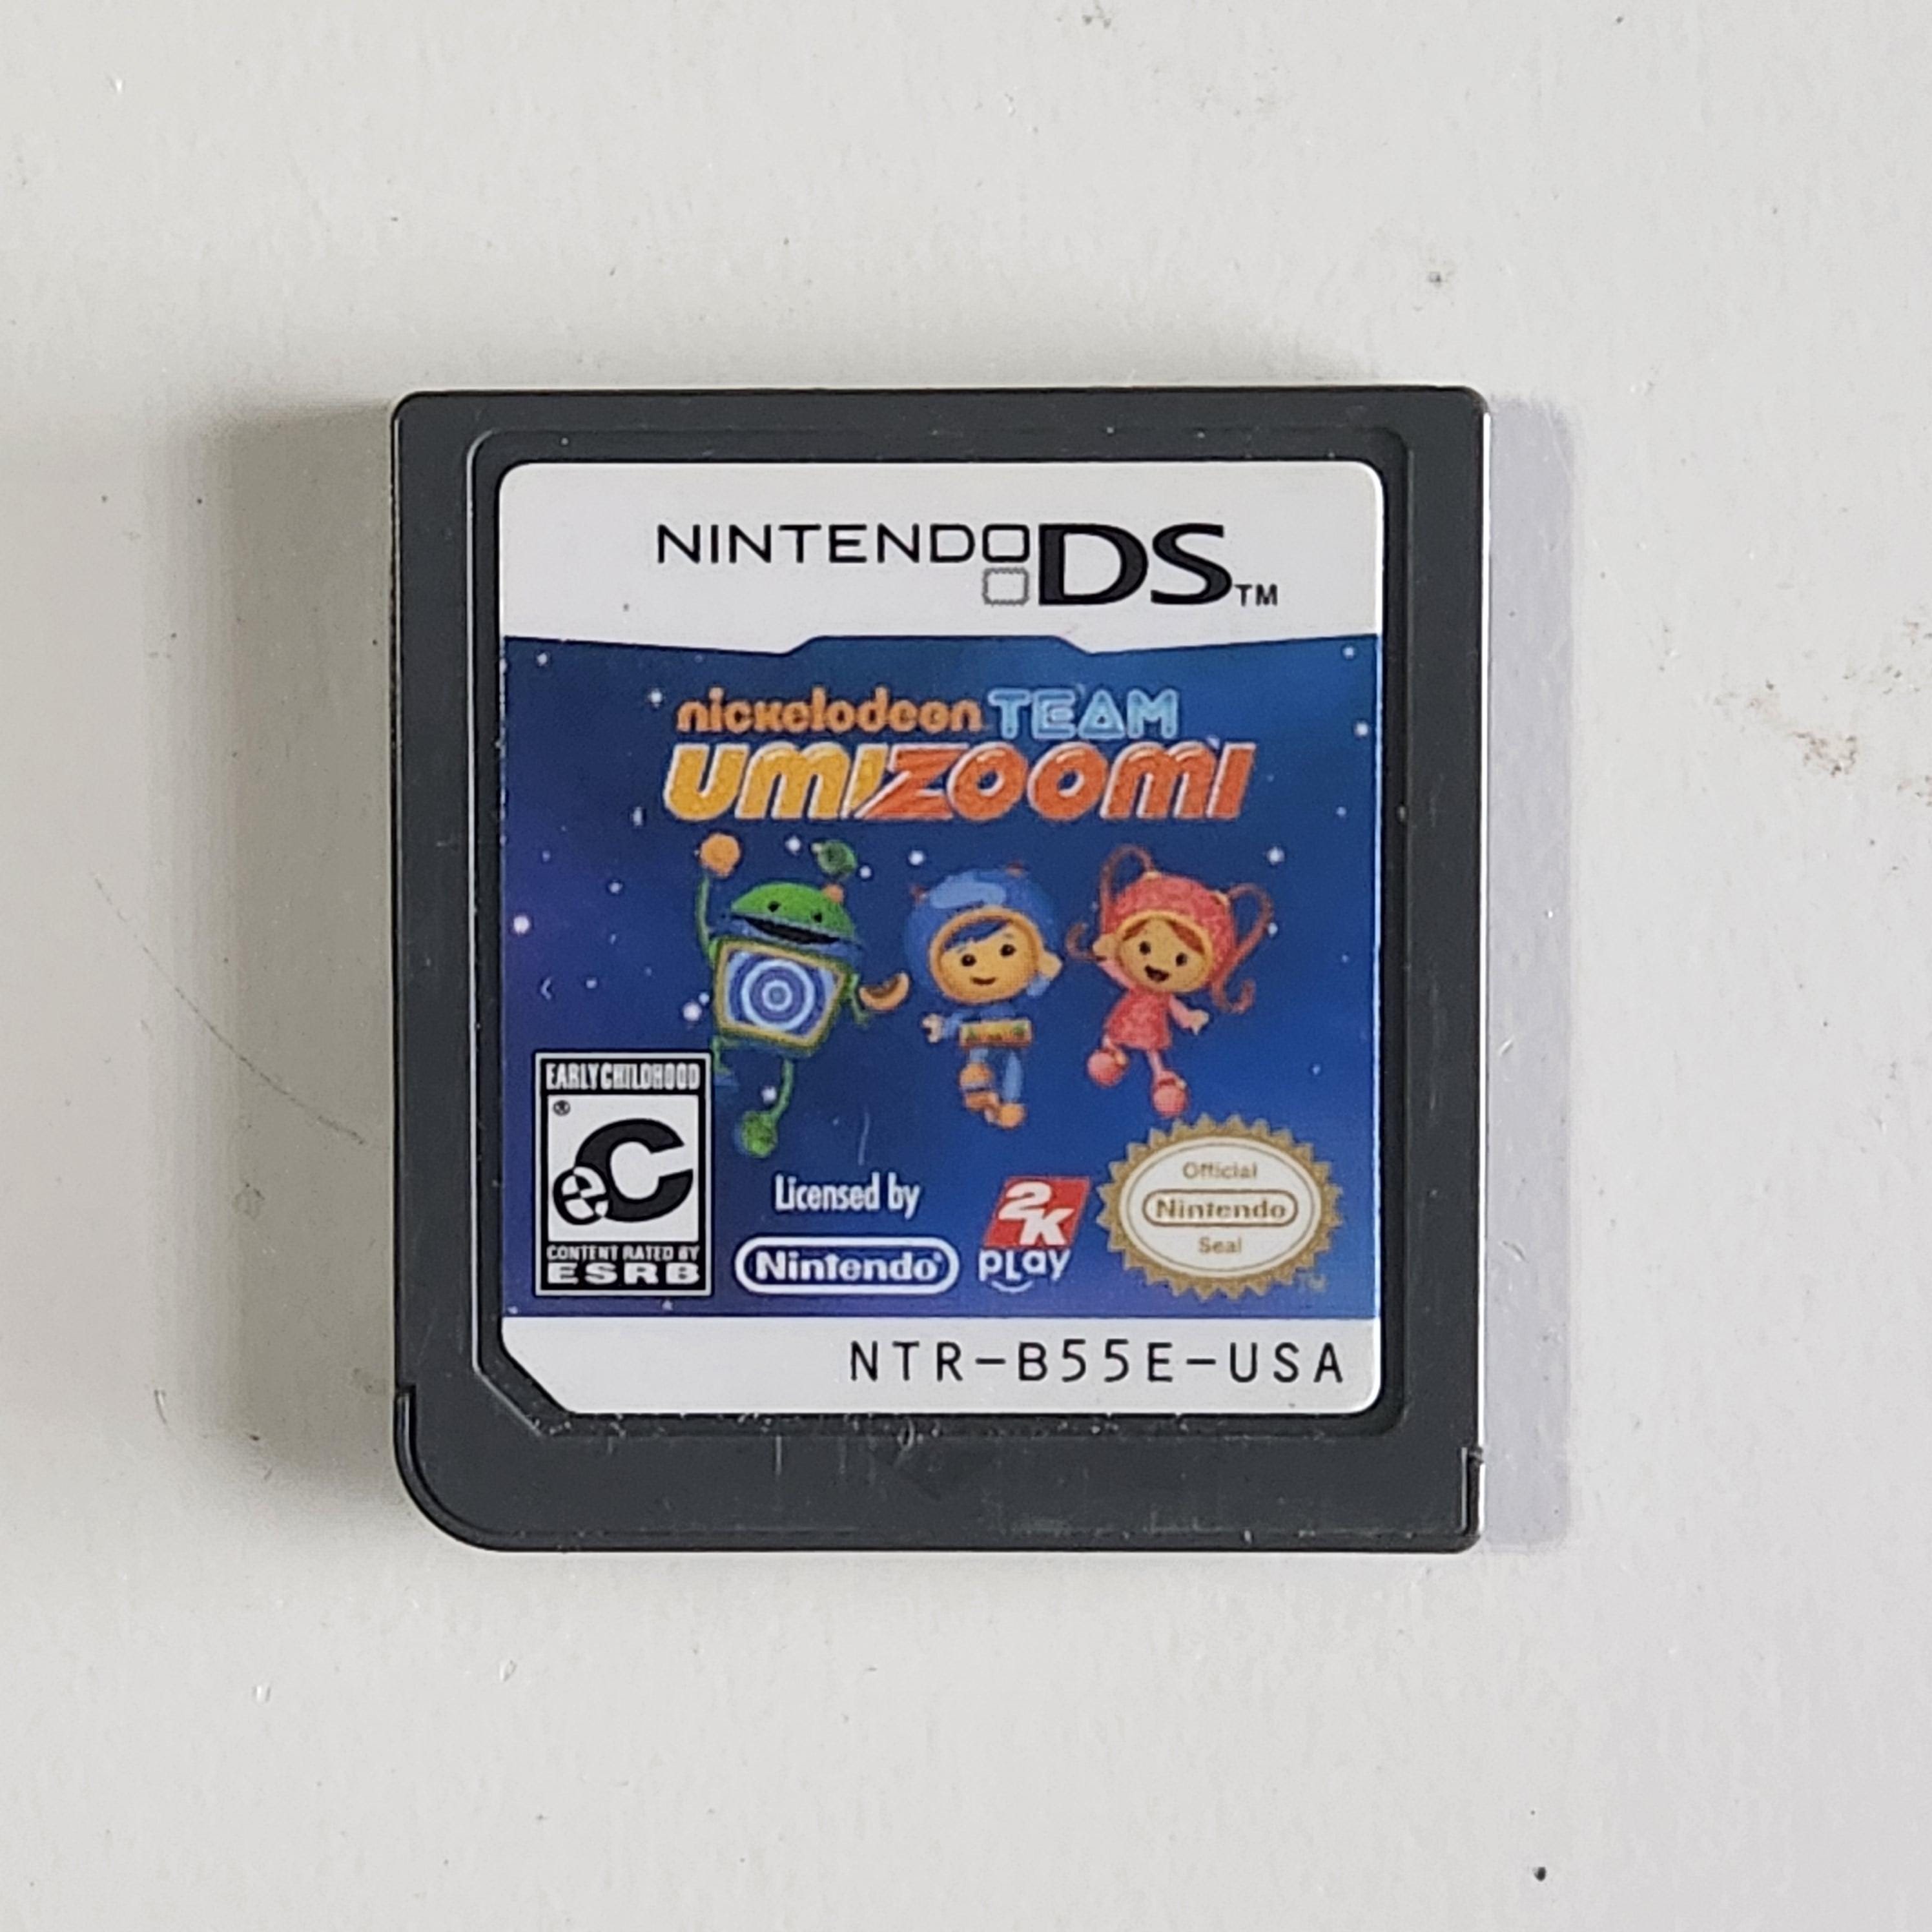 NINTENDO DS™
nickelodeon TEAM
UMIZOOMI
EARLY CHILDHOOD
®
eC
CONTENT RATED BY
ESRB
Licensed by
Nintendo®
2K
PLAY
Official
Nintendo
Seal
TM
NTR-B55E-USA